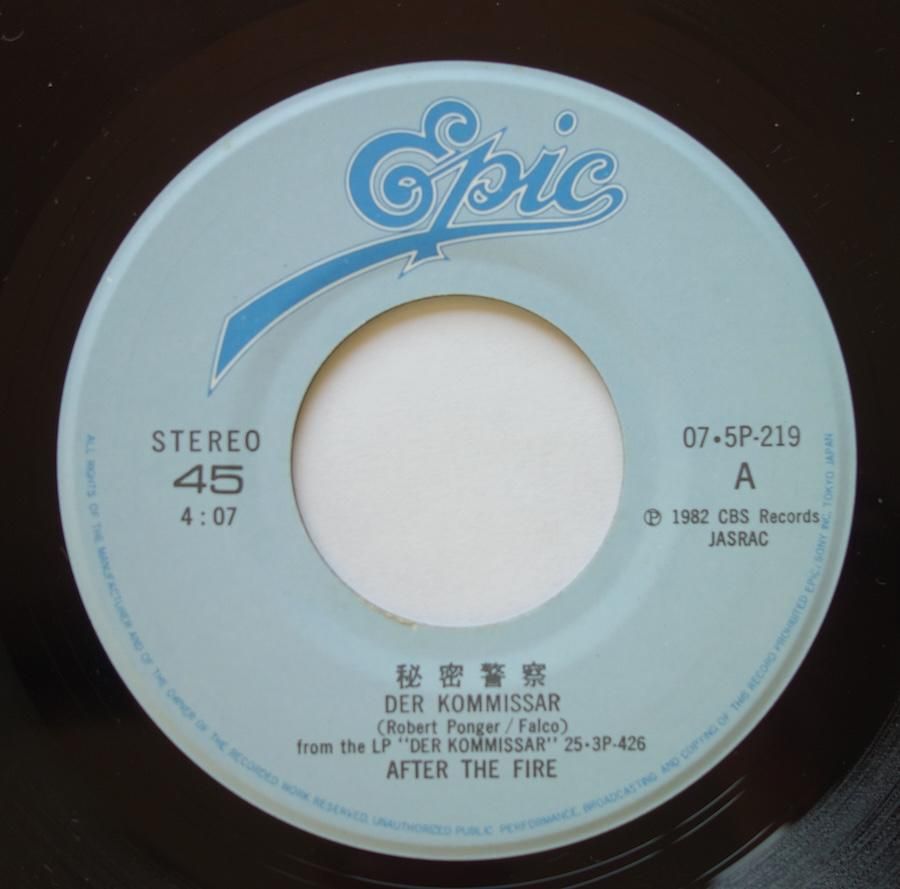 Epic
STEREO
45
4:07
07•5P-219
A
Ⓟ 1982 CBS Records
JASRAC
秘密警察
DER KOMMISSAR
(Robert Ponger / Falco)
from the LP "DER KOMMISSAR" 25•3P-426
AFTER THE FIRE
ALL RIGHTS OF THE MANUFACTURER AND OF THE OWNER OF THE RECORDED WORK RESERVED. UNAUTHORIZED PUBLIC PERFORMANCE, BROADCASTING AND COPYING OF THIS RECORD PROHIBITED EPIC/SONY INC. TOKYO JAPAN